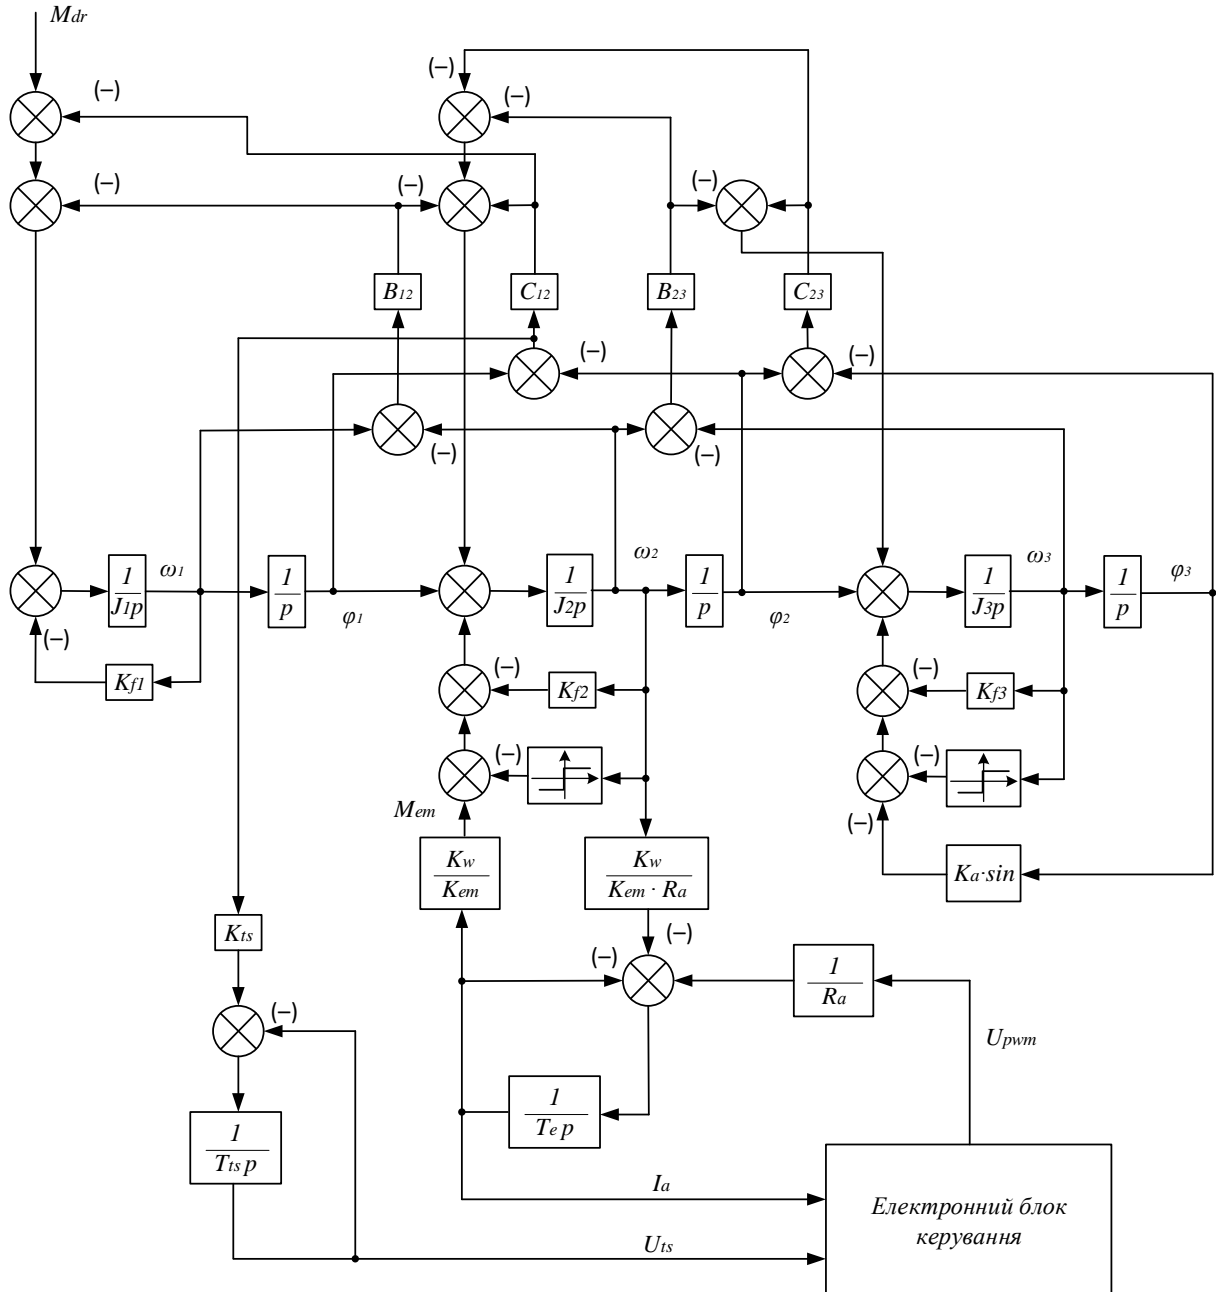 Mdr
(–)
(–)
(–)
(–)
(–)
(–)
(–)
B12
C12
B23
C23
(–)
(–)
(–)
(–)
ω1
ω2
ω3
φ3
1
J1p
1
p
1
J2p
1
p
1
J3p
1
p
φ1
φ2
(–)
Kf1
(–)
Kf2
(–)
Kf3
(–)
(–)
Mem
(–)
Kw
Kem
Kw
Kem · Ra
Ka·sin
Kts
(–)
(–)
1
Ra
(–)
Upwm
1
Te p
1
Tts p
Ia
Електронний блок
керування
Uts